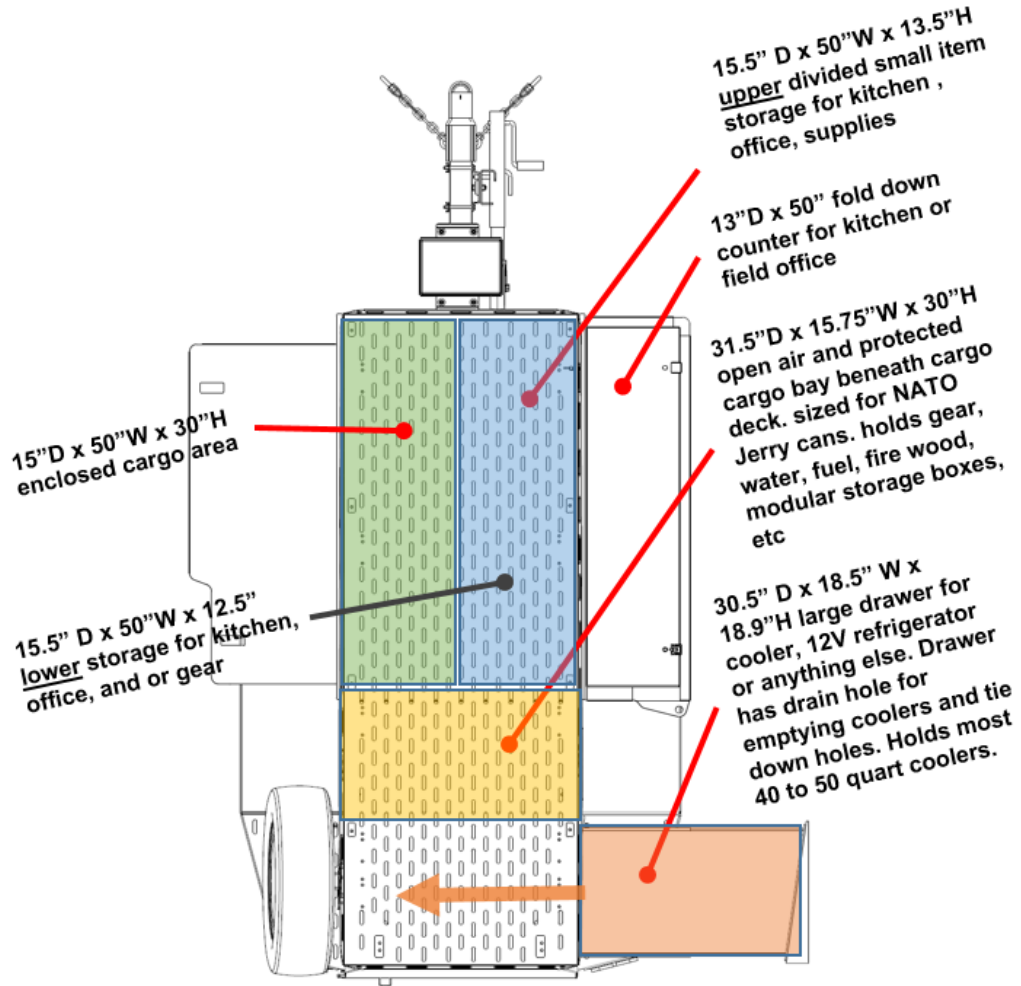 15.5” D x 50”W x 13.5”H
upper divided small item
storage for kitchen ,
office, supplies
13”D x 50” fold down
counter for kitchen or
field office
31.5”D x 15.75”W x 30”H
open air and protected
cargo bay beneath cargo
deck. sized for NATO
Jerry cans. holds gear,
water, fuel, fire wood,
modular storage boxes,
etc
15”D x 50”W x 30”H
enclosed cargo area
15.5” D x 50”W x 12.5”
lower storage for kitchen,
office, and or gear
30.5” D x 18.5” W x
18.9”H large drawer for
cooler, 12V refrigerator
or anything else. Drawer
has drain hole for
emptying coolers and tie
down holes. Holds most
40 to 50 quart coolers.